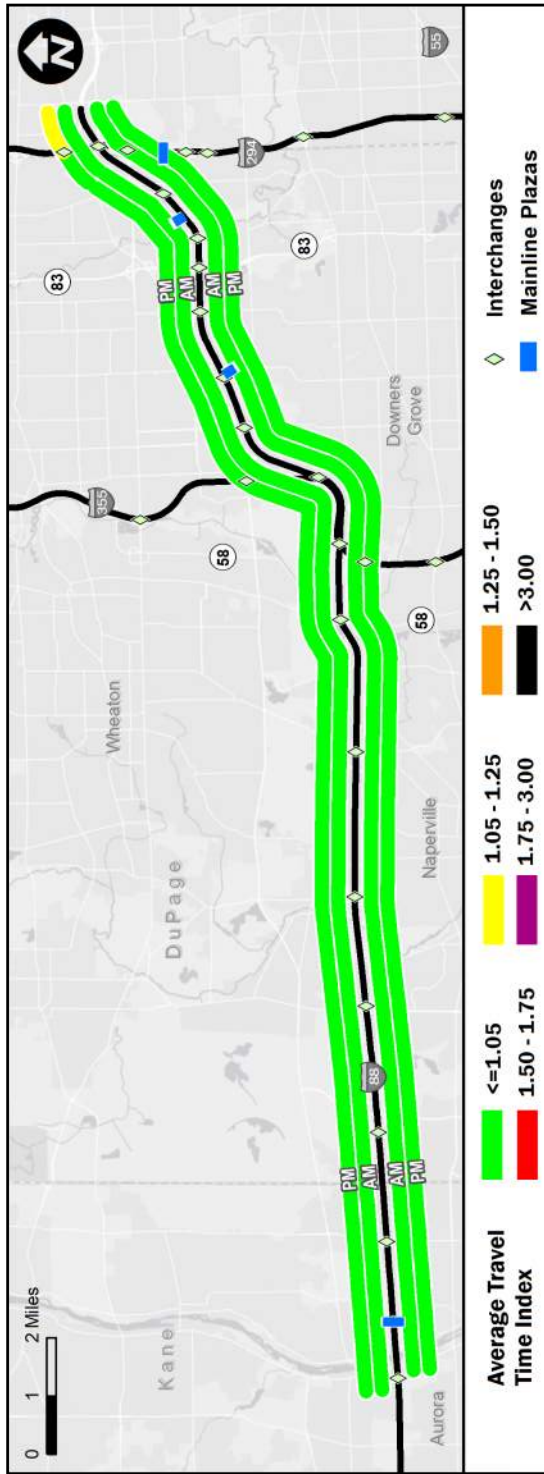 N
55
83
294
83
PM
AM
AM
PM
355
58
58
Downers
Grove
Wheaton
DuPage
Naperville
88
PM
AM
AM
PM
Kane
Aurora
0 1 2 Miles
Average Travel
Time Index
<=1.05
1.05 - 1.25
1.25 - 1.50
1.50 - 1.75
1.75 - 3.00
>3.00
Interchanges
Mainline Plazas